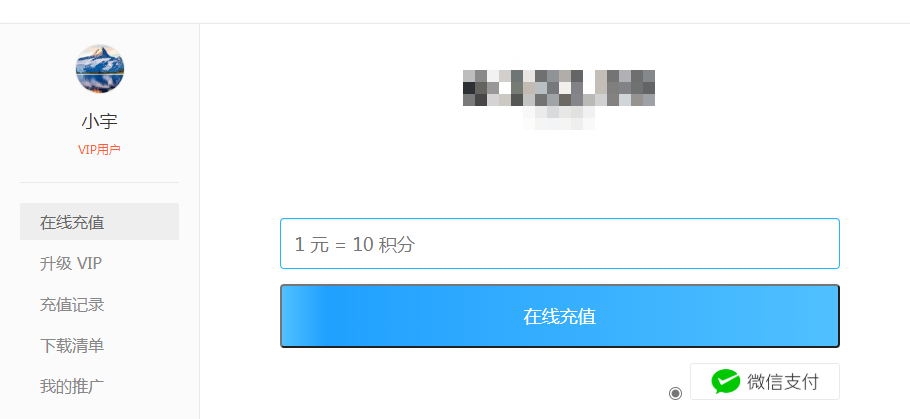 小宇
VIP用户
在线充值
升级 VIP
充值记录
下载清单
我的推广
1 元 = 10 积分
在线充值
微信支付